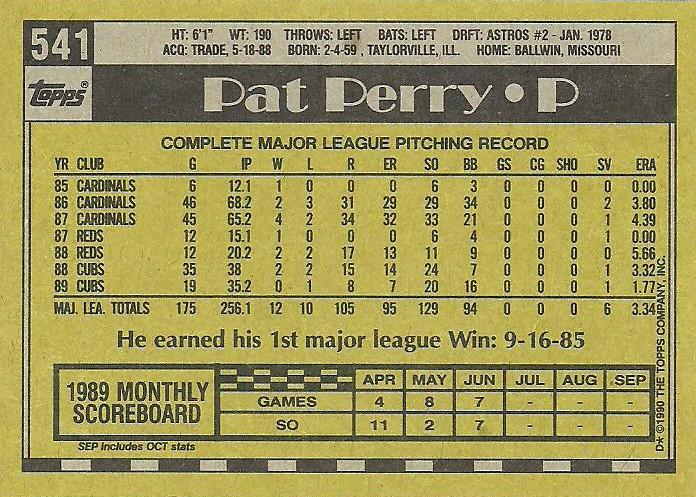 541
HT: 6'1" WT: 190 THROWS: LEFT BATS: LEFT DRFT: ASTROS #2 - JAN. 1978
ACQ: TRADE, 5-18-88 BORN: 2-4-59 , TAYLORVILLE, ILL. HOME: BALLWIN, MISSOURI
TOPPS®
Pat Perry • P
COMPLETE MAJOR LEAGUE PITCHING RECORD
YR CLUB G IP W L R ER SO BB GS CG SHO SV ERA
85 CARDINALS 6 12.1 1 0 0 0 6 3 0 0 0 0 0.00
86 CARDINALS 46 68.2 2 3 31 29 29 34 0 0 0 2 3.80
87 CARDINALS 45 65.2 4 2 34 32 33 21 0 0 0 1 4.39
87 REDS 12 15.1 1 0 0 0 6 4 0 0 0 1 0.00
88 REDS 12 20.2 2 2 17 13 11 9 0 0 0 0 5.66
88 CUBS 35 38 2 2 15 14 24 7 0 0 0 1 3.32
89 CUBS 19 35.2 0 1 8 7 20 16 0 0 0 1 1.77
MAJ. LEA. TOTALS 175 256.1 12 10 105 95 129 94 0 0 0 6 3.34
He earned his 1st major league Win: 9-16-85
1989 MONTHLY SCOREBOARD
APR MAY JUN JUL AUG SEP
GAMES 4 8 7 - - -
SO 11 2 7 - - -
SEP includes OCT stats
D* ©1990 THE TOPPS COMPANY, INC.